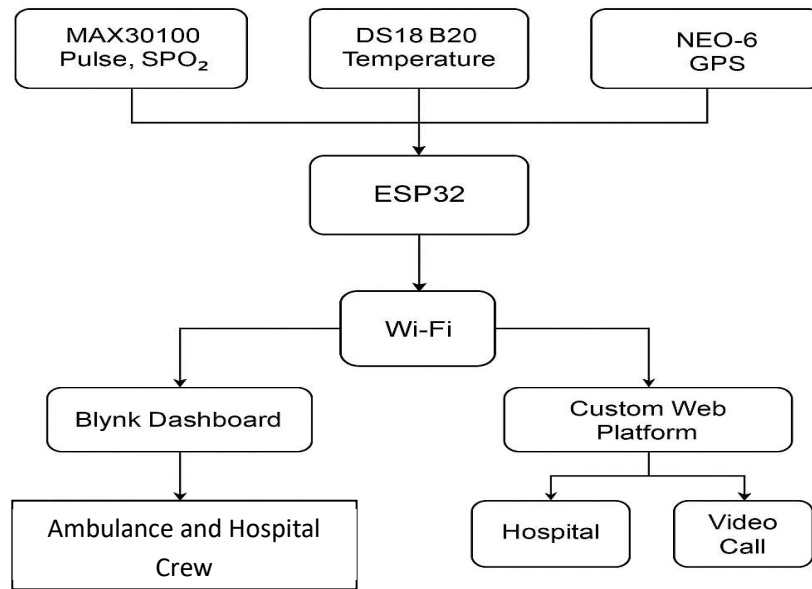 MAX30100
Pulse, SPO₂
DS18 B20
Temperature
NEO-6
GPS
ESP32
Wi-Fi
Blynk Dashboard
Custom Web
Platform
Ambulance and Hospital
Crew
Hospital
Video
Call